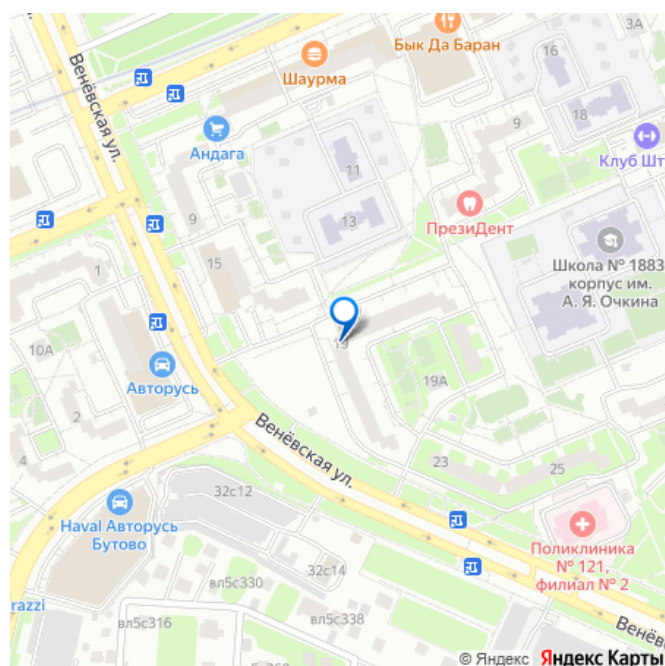 3А
Бык Да Баран
16
Шаурма
Венёвская ул.
18
9
Андага
Клуб Шт
11
ПрезиДент
9
13
Школа № 1883
корпус им.
А. Я. Очкина
15
1
19
10А
Авторусь
19А
2
Венёвская ул.
4
23
25
32с12
Haval Авторусь
Бутово
Поликлиника
№ 121,
филиал № 2
32с14
вл5с330
razzi
вл5с316
вл5с338
Венёв
© Яндекс Яндекс Карты